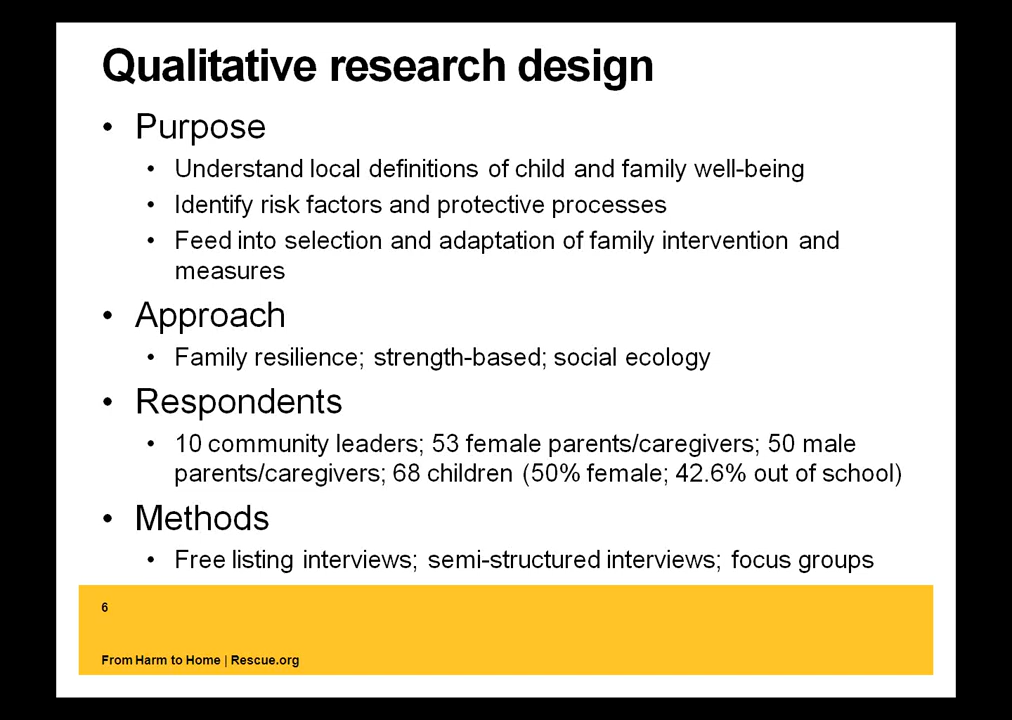 Qualitative research design
• Purpose
• Understand local definitions of child and family well-being
• Identify risk factors and protective processes
• Feed into selection and adaptation of family intervention and
measures
• Approach
• Family resilience; strength-based; social ecology
• Respondents
• 10 community leaders; 53 female parents/caregivers; 50 male
parents/caregivers; 68 children (50% female; 42.6% out of school)
• Methods
• Free listing interviews; semi-structured interviews; focus groups
6
From Harm to Home | Rescue.org